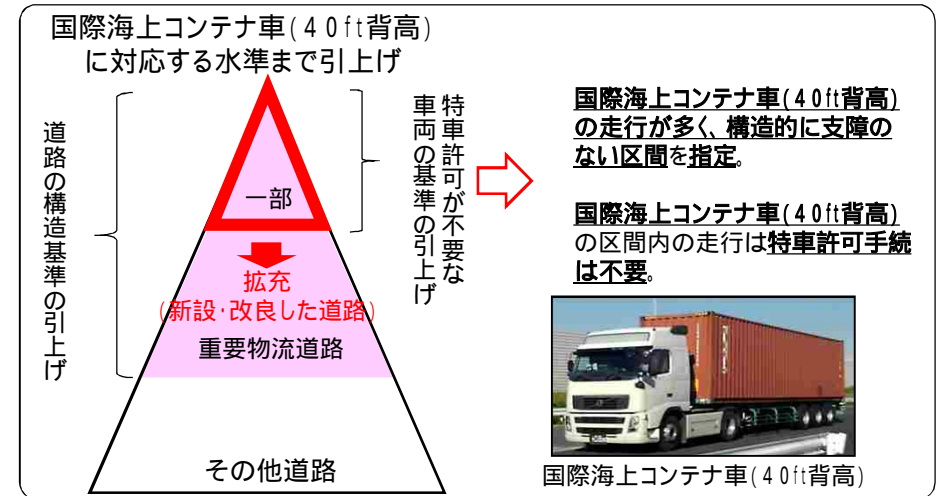 国際海上コンテナ車(40ft背高)
に対応する水準まで引上げ
道路の構造基準の引上げ
特車許可が不要な
車両の基準の引上げ
一部
拡充
(新設･改良した道路)
重要物流道路
その他道路
国際海上コンテナ車(40ft背高)
の走行が多く、構造的に支障の
ない区間を指定。
国際海上コンテナ車(40ft背高)
の区間内の走行は特車許可手続
は不要。
国際海上コンテナ車(40ft背高)